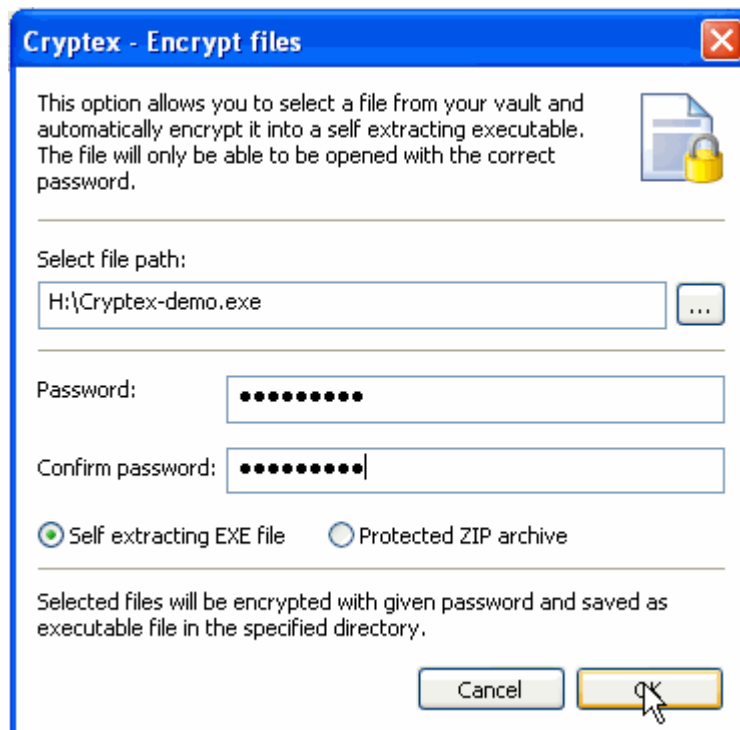 Cryptex - Encrypt files
This option allows you to select a file from your vault and
automatically encrypt it into a self extracting executable.
The file will only be able to be opened with the correct
password.
Select file path:
H:\Cryptex-demo.exe
...
Password:
●●●●●●●●●
Confirm password:
●●●●●●●●●
Self extracting EXE file
Protected ZIP archive
Selected files will be encrypted with given password and saved as
executable file in the specified directory.
Cancel
OK